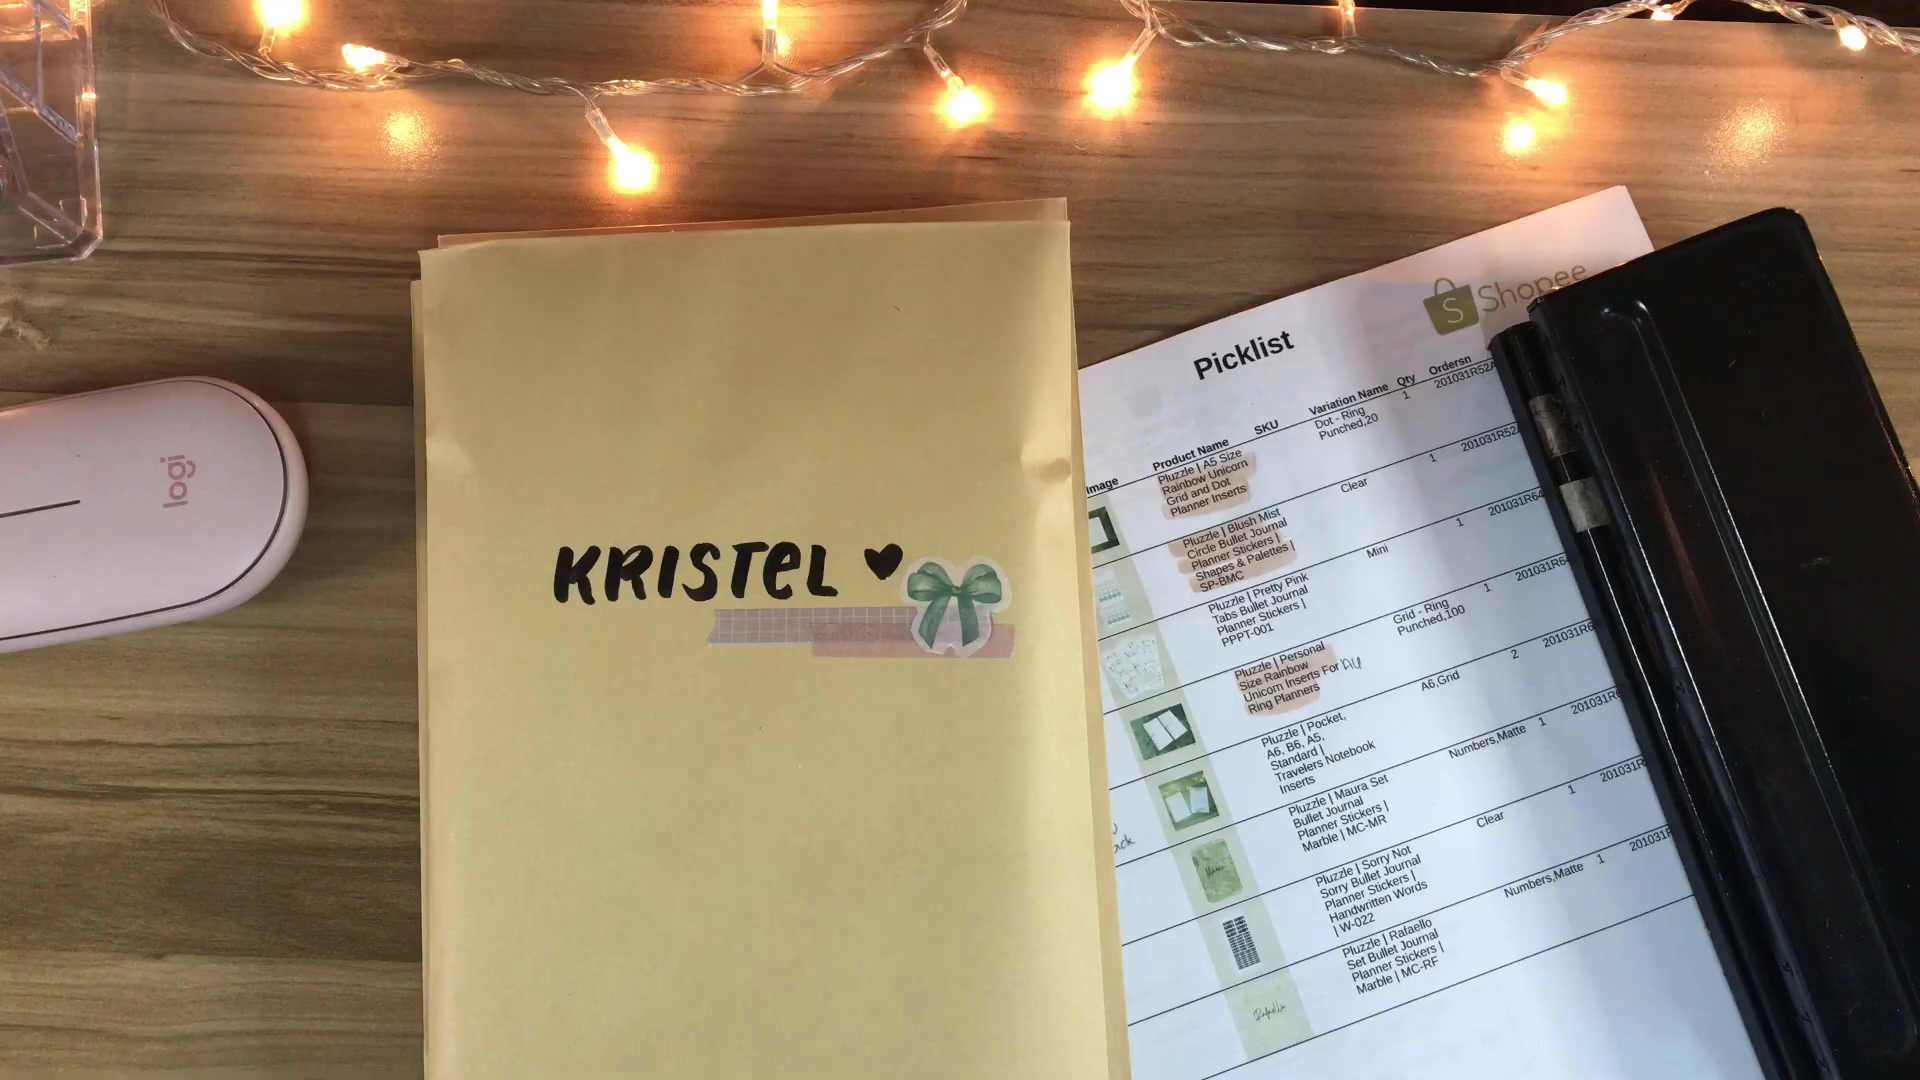 logi
KRISTEL
Shopee
Picklist
Image Product Name SKU Variation Name Qty Ordersn
Pluzzle | A5 Size
Rainbow Unicorn
Grid and Dot
Planner Inserts
Dot - Ring
Punched,20
1
Pluzzle | Blush Mist
Circle Bullet Journal
Planner Stickers |
Shapes & Palettes |
SP-BMC
Clear
1
Pluzzle | Pretty Pink
Tabs Bullet Journal
Planner Stickers |
PPPT-001
Mini
1
Pluzzle | Personal
Size Rainbow
Unicorn Inserts For
Ring Planners
Grid - Ring
Punched,100
1
Pluzzle | Pocket,
A6, B6, A5,
Standard |
Travelers Notebook
Inserts
A6,Grid
2
Pluzzle | Maura Set
Bullet Journal
Planner Stickers |
Marble | MC-MR
Numbers,Matte
1
Pluzzle | Sorry Not
Sorry Bullet Journal
Planner Stickers |
Handwritten Words
| W-022
Clear
1
Pluzzle | Rafaello
Set Bullet Journal
Planner Stickers |
Marble | MC-RF
Numbers,Matte
1